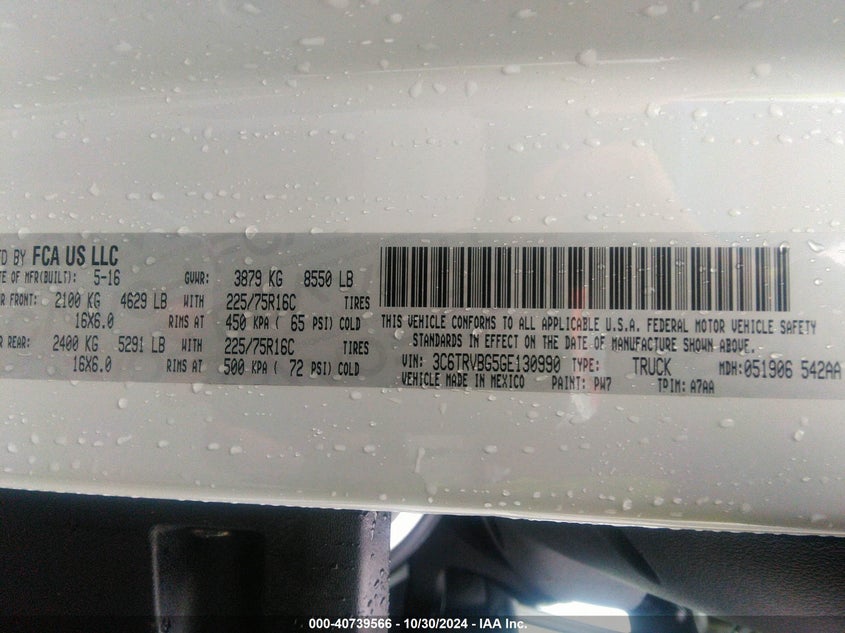 FD BY FCA US LLC
TE OF MFR(BUILT): 5-16 GVWR: 3879 KG 8550 LB
R FRONT: 2100 KG 4629 LB WITH 225/75R16C TIRES
16X6.0 RIMS AT 450 KPA ( 65 PSI) COLD
R REAR: 2400 KG 5291 LB WITH 225/75R16C TIRES
16X6.0 RIMS AT 500 KPA ( 72 PSI) COLD
THIS VEHICLE CONFORMS TO ALL APPLICABLE U.S.A. FEDERAL MOTOR VEHICLE SAFETY
STANDARDS IN EFFECT ON THE DATE OF MANUFACTURE SHOWN ABOVE.
VIN: 3C6TRVBG5GE130990 TYPE: TRUCK MDH:051906 542AA
VEHICLE MADE IN MEXICO PAINT: PW7 TPIM: A7AA
000-40739566 - 10/30/2024 - IAA Inc.